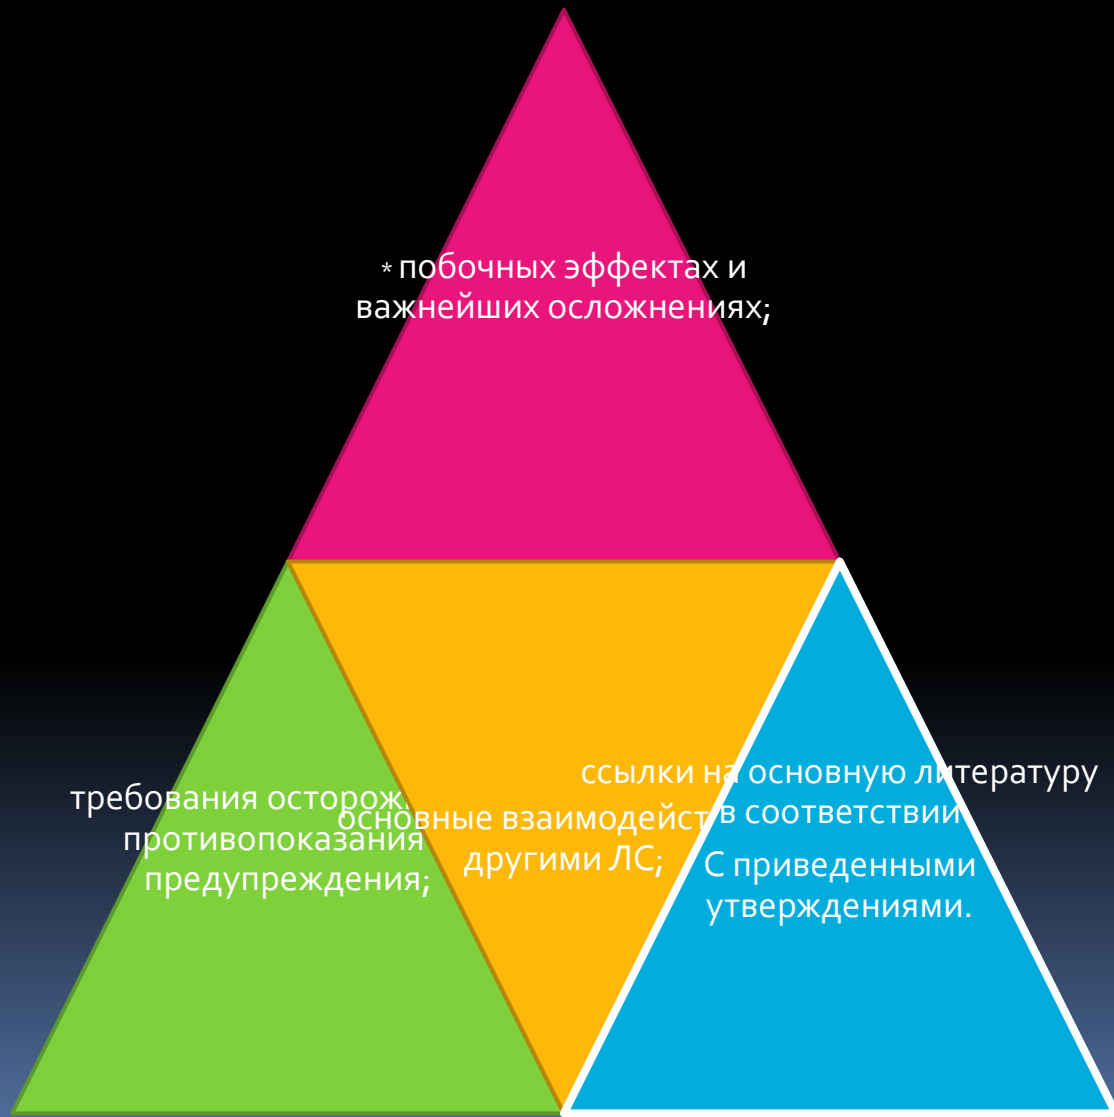 * побочных эффектах и
важнейших осложнениях;
требования осторож
противопоказания
предупреждения;
основные взаимодейст
другими ЛС;
ссылки на основную литературу
в соответствии
С приведенными
утверждениями.